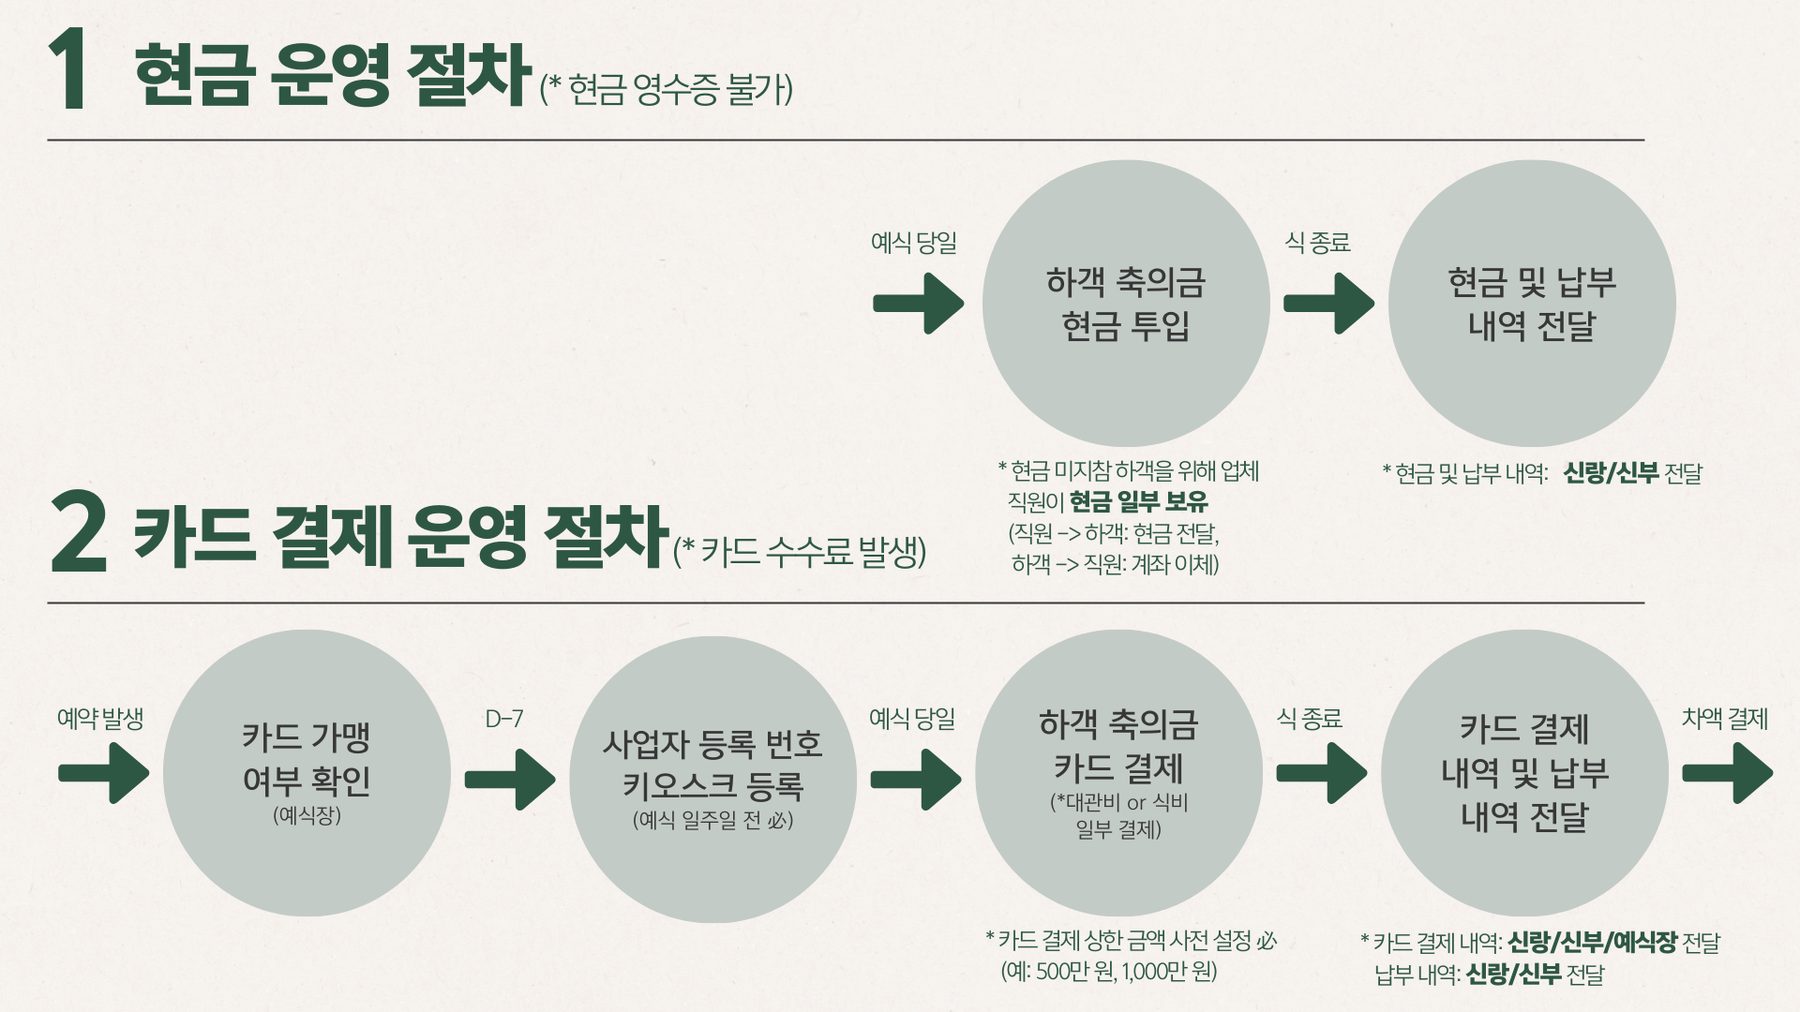 1 현금 운영 절차 (* 현금 영수증 불가)
예식 당일
하객 축의금
현금 투입
식 종료
현금 및 납부
내역 전달
* 현금 미지참 하객을 위해 업체
직원이 현금 일부 보유
(직원 -> 하객: 현금 전달,
하객 -> 직원: 계좌 이체)
* 현금 및 납부 내역: 신랑/신부 전달
2 카드 결제 운영 절차 (* 카드 수수료 발생)
예약 발생
카드 가맹
여부 확인
(예식장)
D-7
사업자 등록 번호
키오스크 등록
(예식 일주일 전 必)
예식 당일
하객 축의금
카드 결제
(*대관비 or 식비
일부 결제)
식 종료
카드 결제
내역 및 납부
내역 전달
차액 결제
* 카드 결제 상한 금액 사전 설정 必
(예: 500만 원, 1,000만 원)
* 카드 결제 내역: 신랑/신부/예식장 전달
납부 내역: 신랑/신부 전달